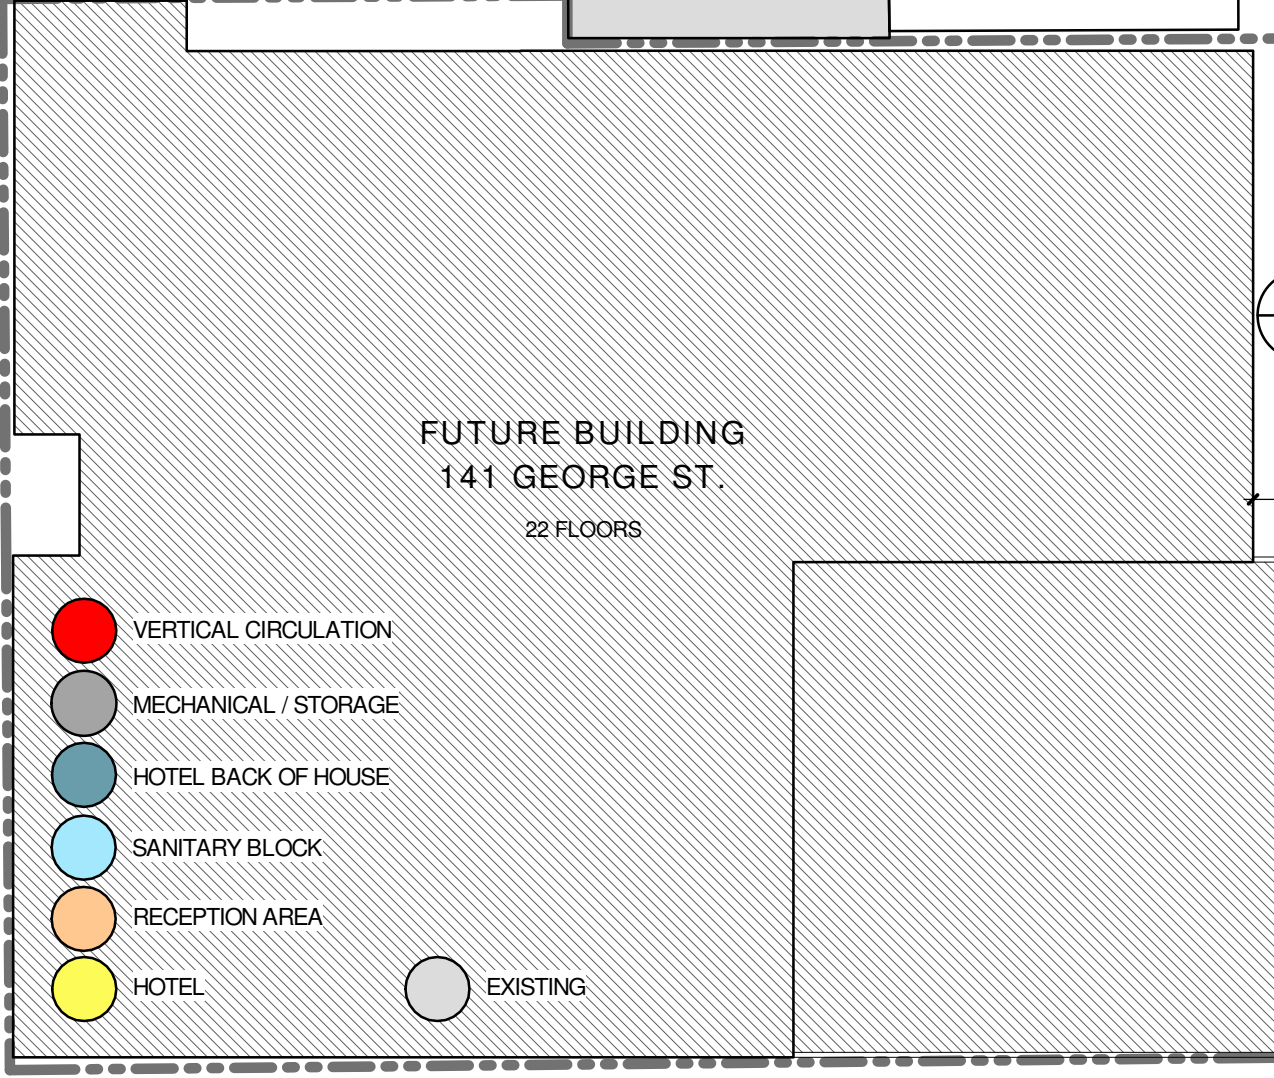 FUTURE BUILDING
141 GEORGE ST.
22 FLOORS
VERTICAL CIRCULATION
MECHANICAL / STORAGE
HOTEL BACK OF HOUSE
SANITARY BLOCK
RECEPTION AREA
HOTEL
EXISTING